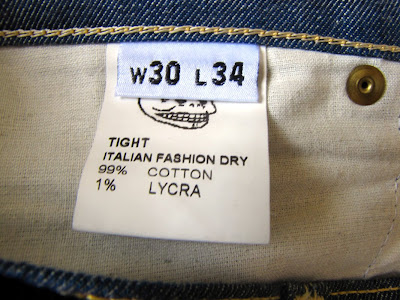 W30 L34
TIGHT
ITALIAN FASHION DRY
99% COTTON
1% LYCRA